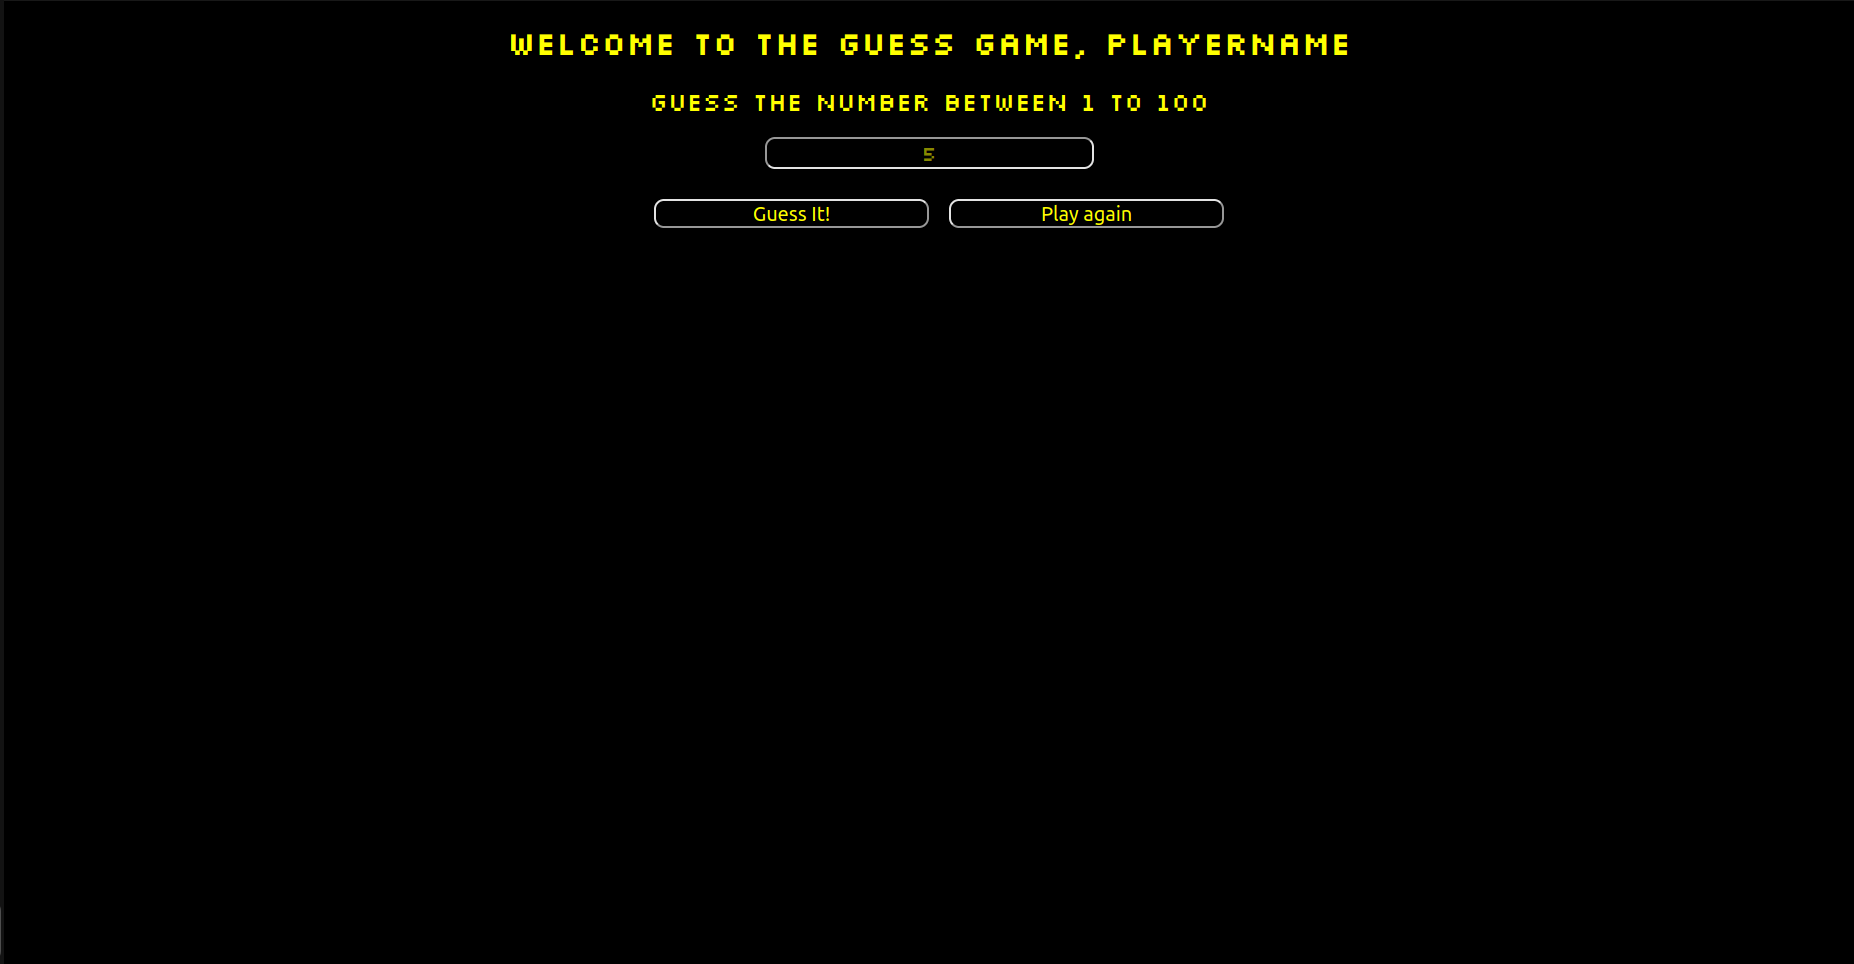 WELCOME TO THE GUESS GAME, PLAYERNAME
GUESS THE NUMBER BETWEEN 1 TO 100
5
Guess It! Play again